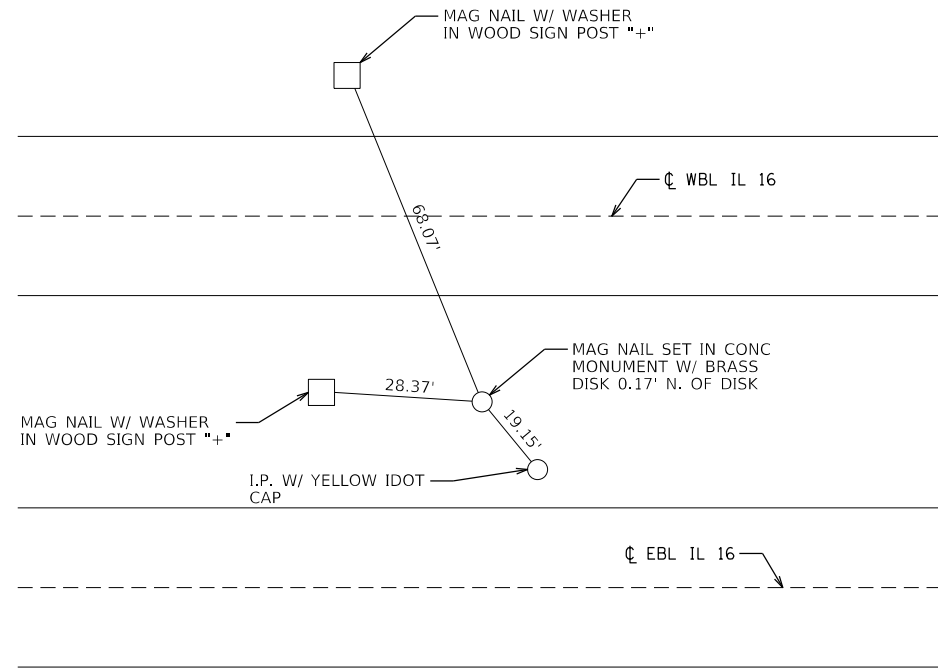 MAG NAIL W/ WASHER
IN WOOD SIGN POST "+"
℄ WBL IL 16
68.07'
MAG NAIL SET IN CONC
MONUMENT W/ BRASS
DISK 0.17' N. OF DISK
28.37'
19.15'
MAG NAIL W/ WASHER
IN WOOD SIGN POST "+"
I.P. W/ YELLOW IDOT
CAP
℄ EBL IL 16